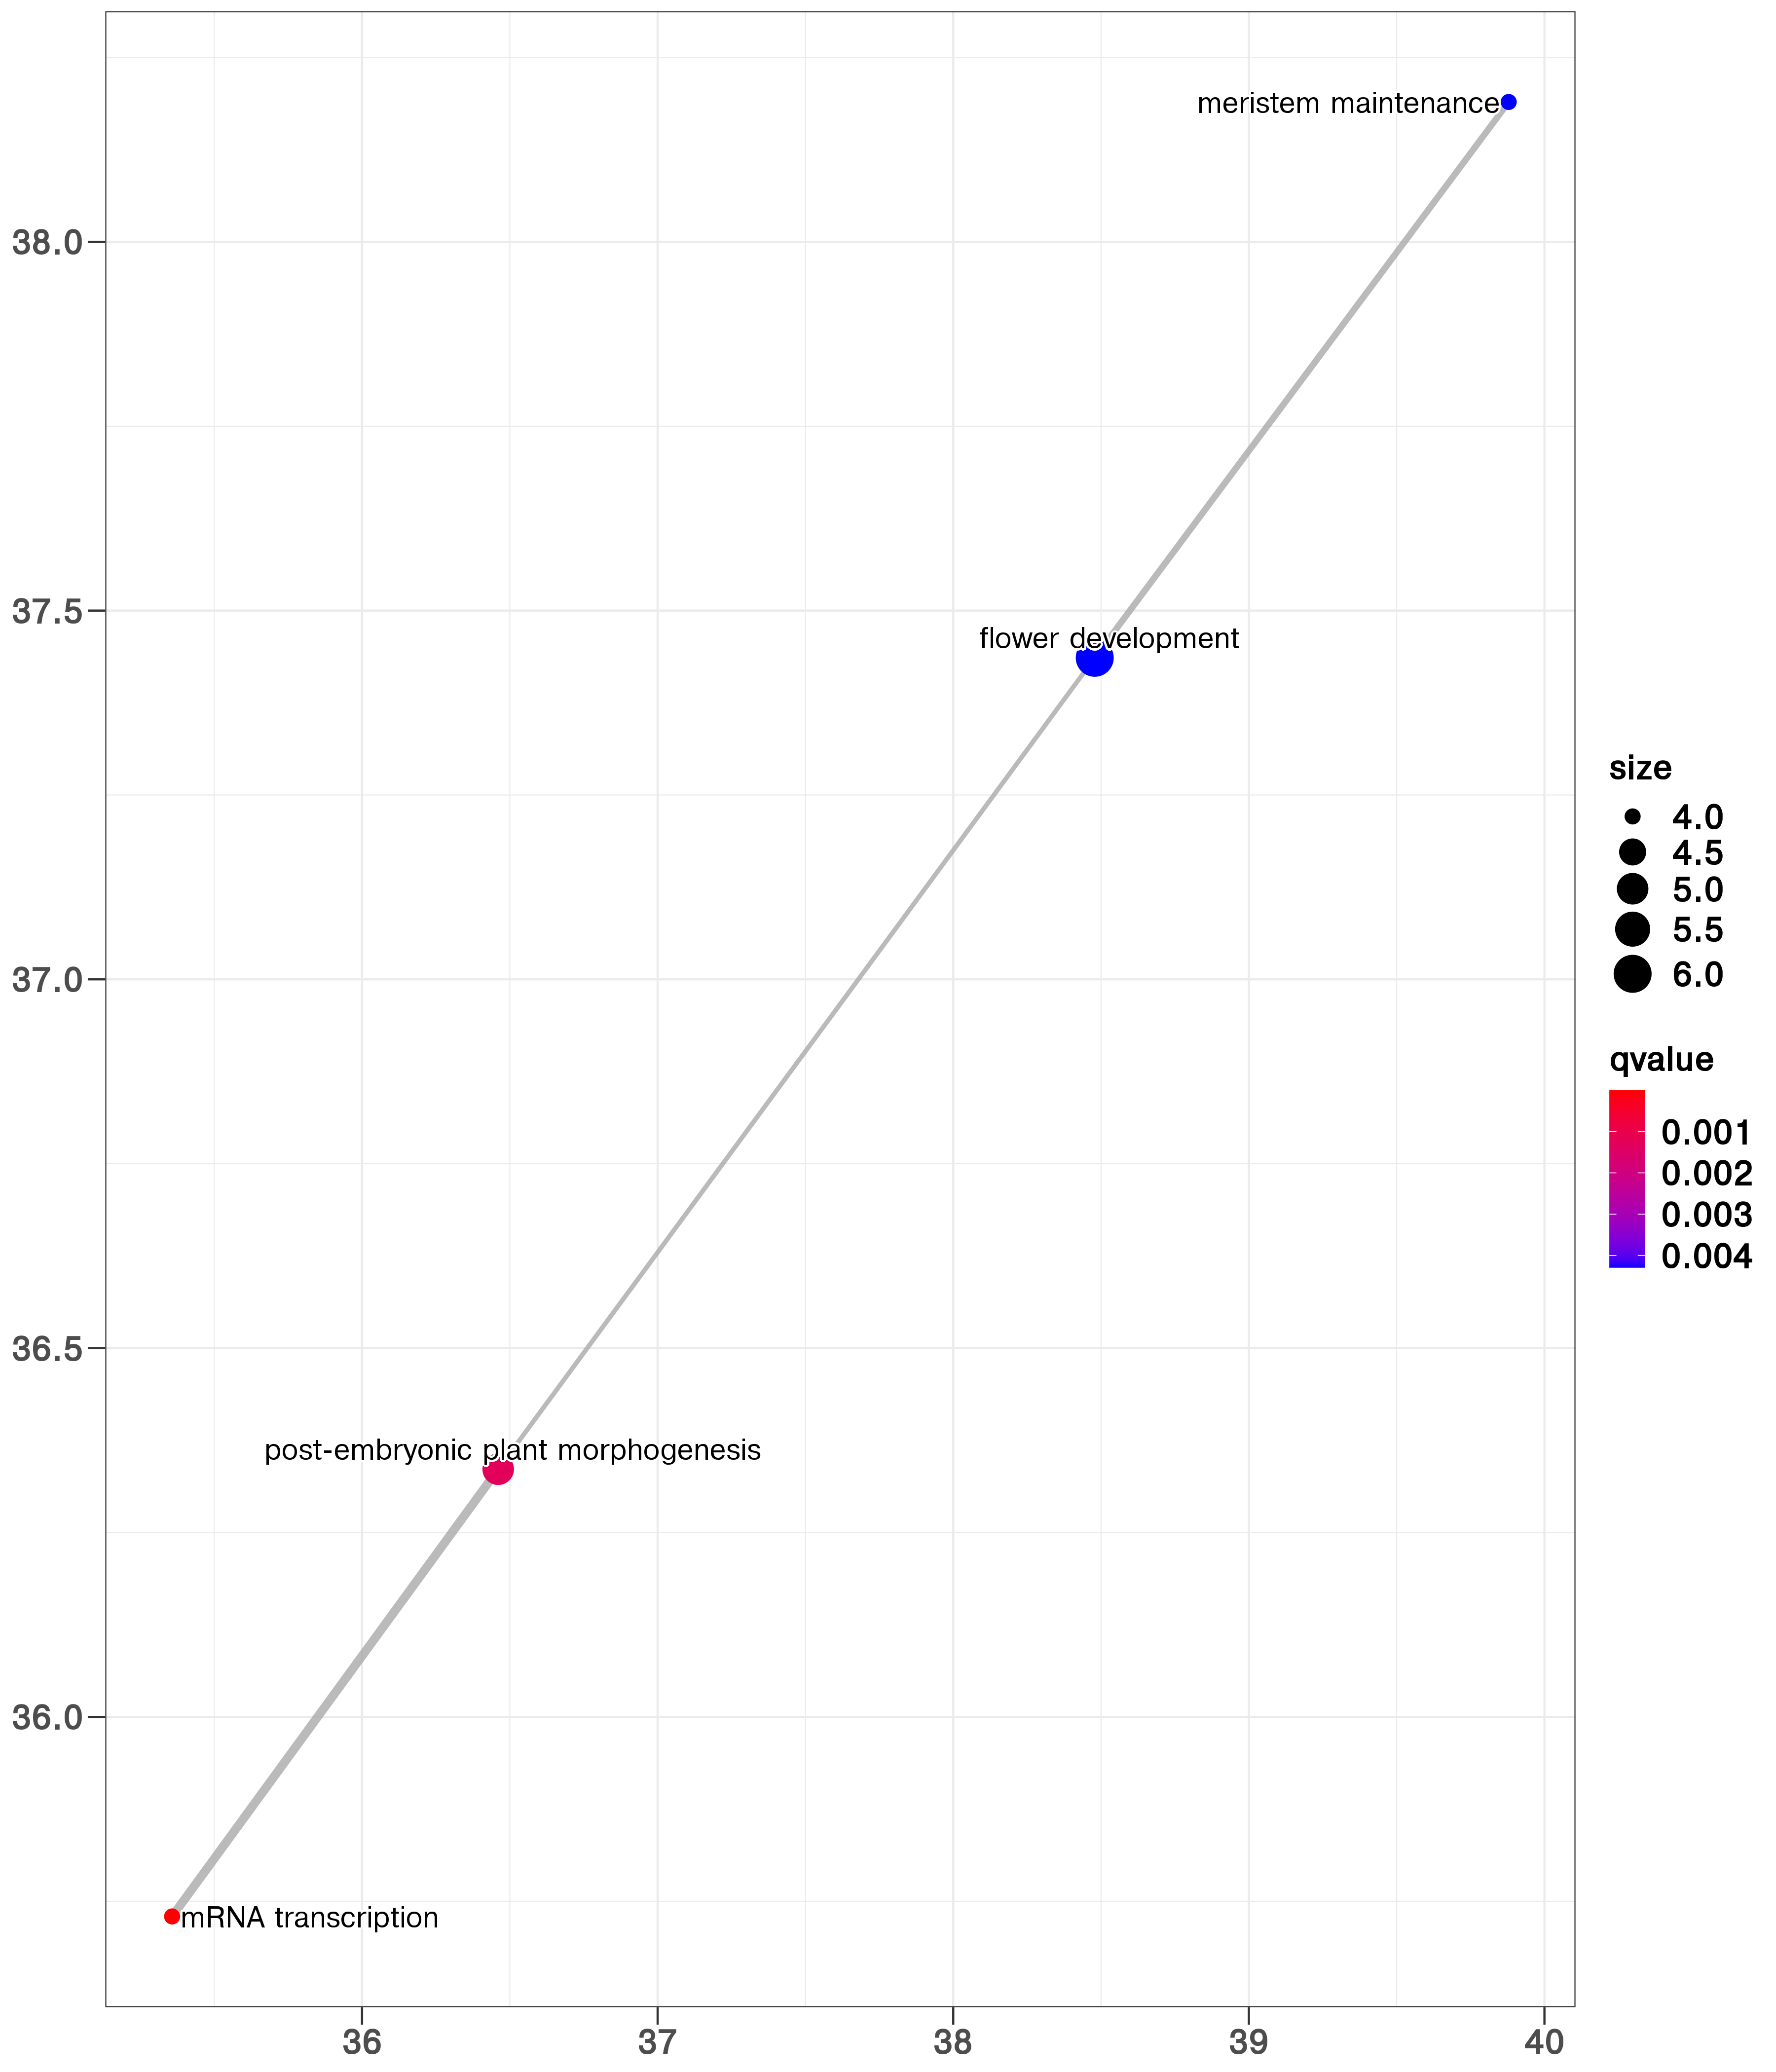 meristem maintenance
38.0
flower development
37.5
37.0
36.5
post-embryonic plant morphogenesis
36.0
mRNA transcription
36 37 38 39 40
size
4.0
4.5
5.0
5.5
6.0
qvalue
0.001
0.002
0.003
0.004